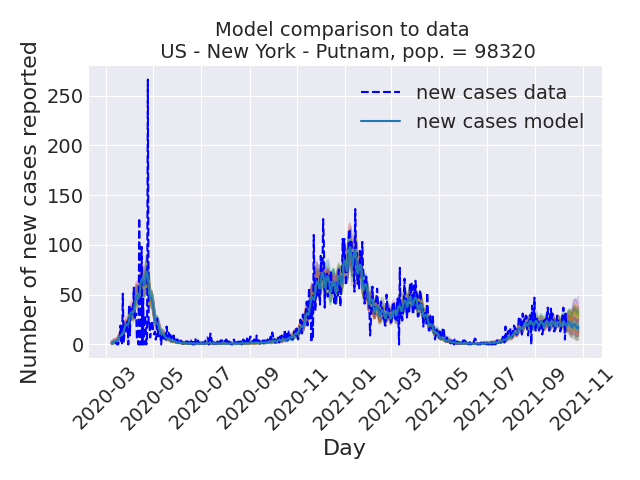 Model comparison to data
US - New York - Putnam, pop. = 98320
Number of new cases reported
250
200
150
100
50
0
new cases data
new cases model
2020-03
2020-05
2020-07
2020-09
2020-11
2021-01
2021-03
2021-05
2021-07
2021-09
2021-11
Day